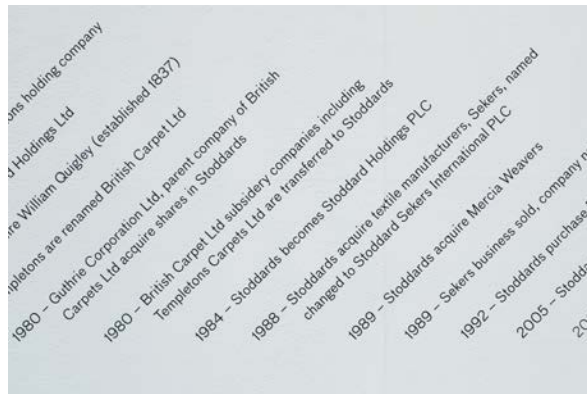 ons holding company
Holdings Ltd
William Quigley (established 1837)
are renamed British Carpet Ltd
1980 – Guthrie Corporation Ltd, parent company of British
Carpets Ltd acquire shares in Stoddards
1980 – British Carpet Ltd subsidery companies including
Templetons Carpets Ltd are transferred to Stoddards
1984 – Stoddards becomes Stoddard Holdings PLC
1988 – Stoddards acquire textile manufacturers, Sekers, named
changed to Stoddard Sekers International PLC
1989 – Stoddards acquire Mercia Weavers
1989 – Sekers business sold, company
1992 – Stoddards purchase
2005 –